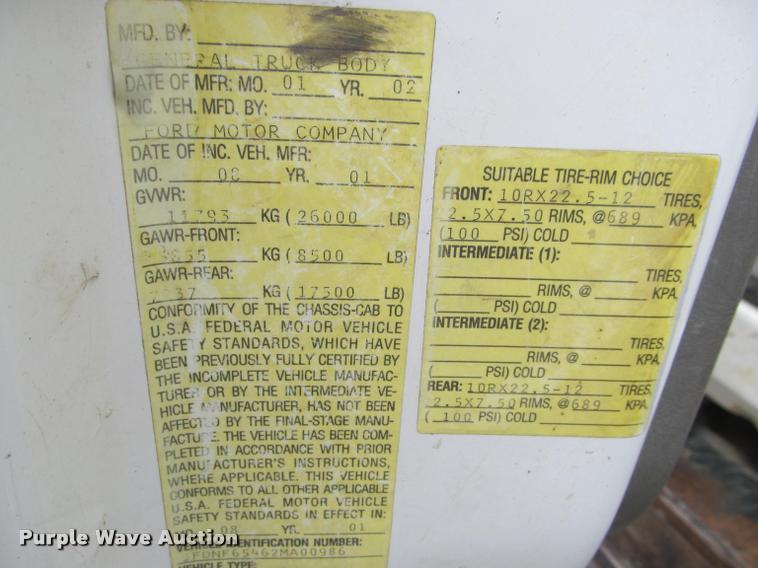 MFD. BY:
GENERAL TRUCK BODY
DATE OF MFR: MO. 01 YR. 02
INC. VEH. MFD. BY:
FORD MOTOR COMPANY
DATE OF INC. VEH. MFR:
MO. 08 YR. 01
GVWR:
11793 KG ( 26000 LB)
GAWR-FRONT:
KG ( 8500 LB)
GAWR-REAR:
KG ( 17500 LB)
CONFORMITY OF THE CHASSIS-CAB TO
U.S.A. FEDERAL MOTOR VEHICLE
SAFETY STANDARDS, WHICH HAVE
BEEN PREVIOUSLY FULLY CERTIFIED BY
THE INCOMPLETE VEHICLE MANUFAC-
TURER OR BY THE INTERMEDIATE VE-
HICLE MANUFACTURER, HAS NOT BEEN
AFFECTED BY THE FINAL-STAGE MANU-
FACTURE. THE VEHICLE HAS BEEN COM-
PLETED IN ACCORDANCE WITH PRIOR
MANUFACTURER'S INSTRUCTIONS,
WHERE APPLICABLE. THIS VEHICLE
CONFORMS TO ALL OTHER APPLICABLE
U.S.A. FEDERAL MOTOR VEHICLE
SAFETY STANDARDS IN EFFECT IN:
MO. 08 YR. 01
VEHICLE IDENTIFICATION NUMBER:
FDNF65462MA00986
VEHICLE TYPE:
SUITABLE TIRE-RIM CHOICE
FRONT: 10RX22.5-12 TIRES,
2.5X7.50 RIMS, @ 689 KPA,
(100 PSI) COLD
INTERMEDIATE (1):
TIRES,
RIMS, @ KPA,
( PSI) COLD
INTERMEDIATE (2):
TIRES,
RIMS, @ KPA
( PSI) COLD
REAR: 10RX22.5-12 TIRES
2.5X7.50 RIMS, @ 689 KPA
( 100 PSI) COLD
Purple Wave Auction